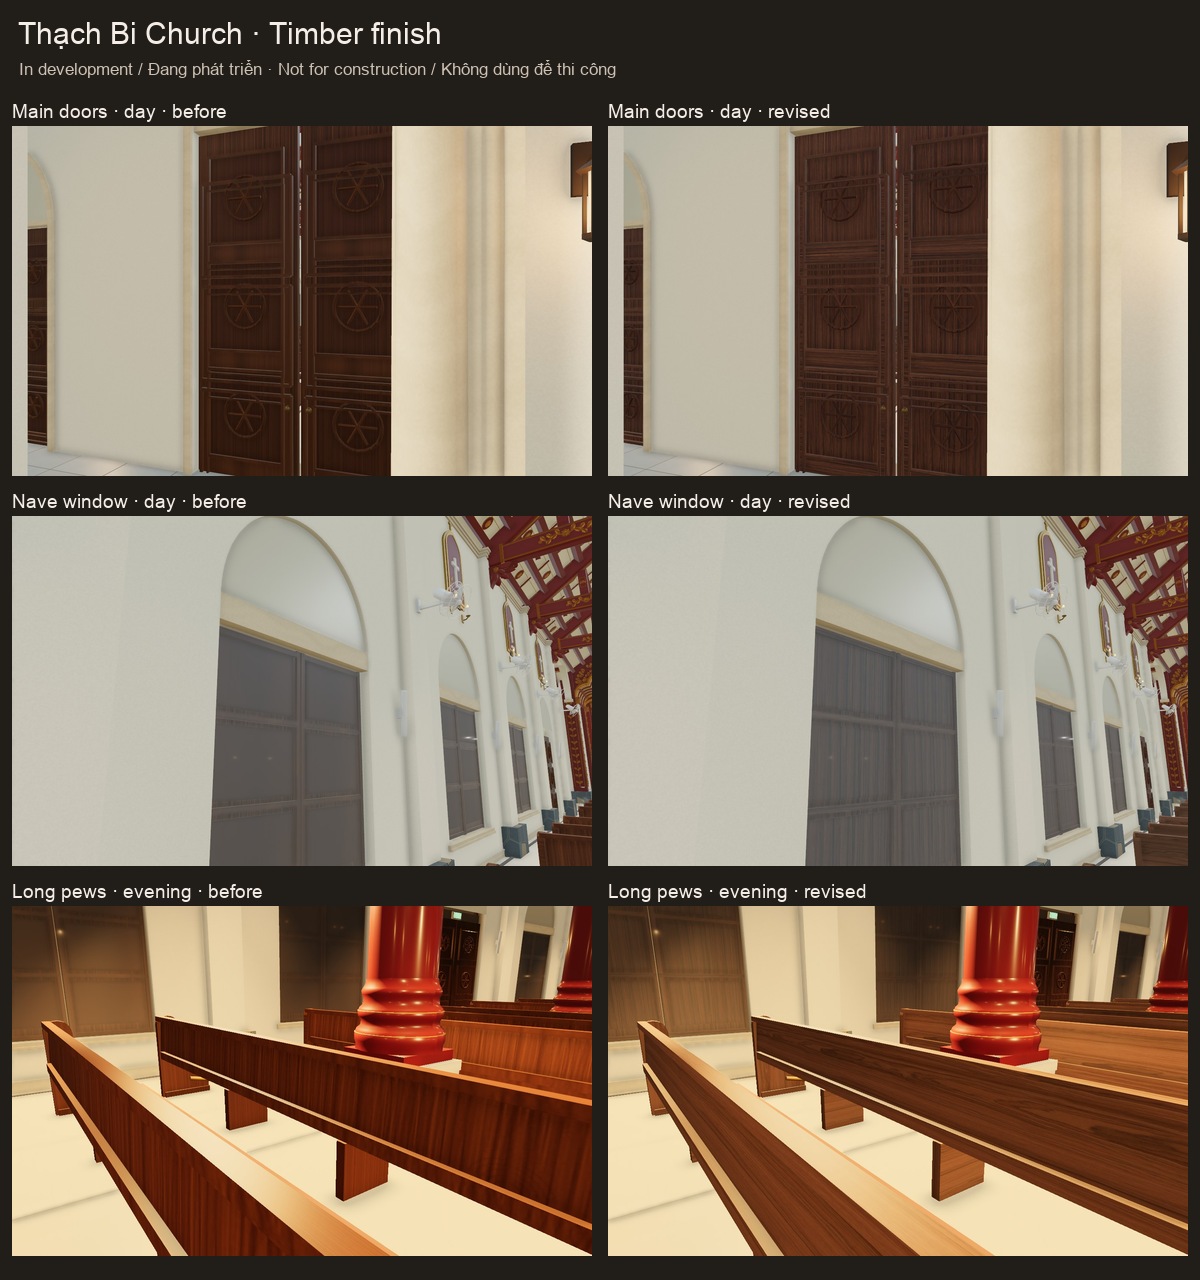 Thạch Bi Church · Timber finish
In development / Đang phát triển · Not for construction / Không dùng để thi công
Main doors · day · before
Main doors · day · revised
Nave window · day · before
Nave window · day · revised
Long pews · evening · before
Long pews · evening · revised